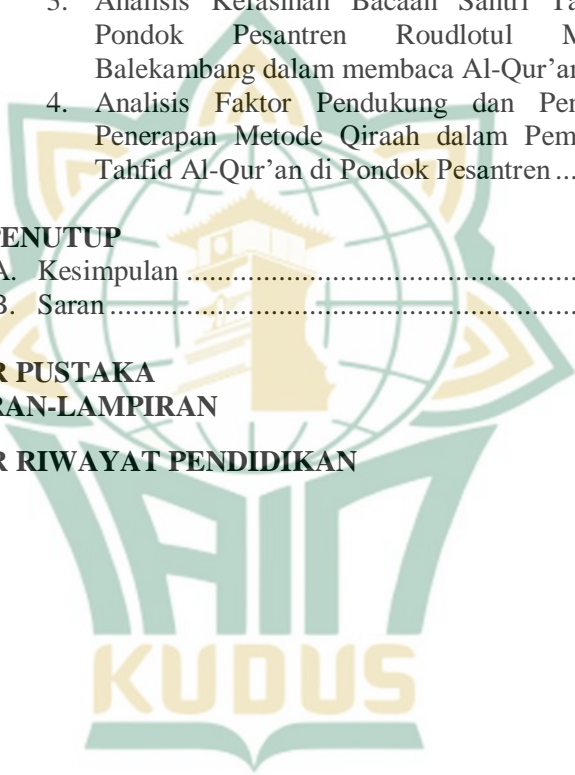 3. Analisis Kefasihan Bacaan Santri Ta
Pondok Pesantren Roudlotul M
Balekambang dalam membaca Al-Qur'an
4. Analisis Faktor Pendukung dan Pen
Penerapan Metode Qiraah dalam Pem
Tahfid Al-Qur'an di Pondok Pesantren ...
PENUTUP
A. Kesimpulan ........................................................
B. Saran ....................................................................
R PUSTAKA
RAN-LAMPIRAN
R RIWAYAT PENDIDIKAN
IAIN
KUDUS